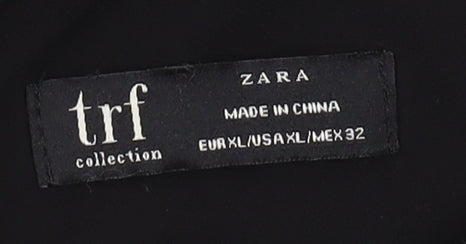 trf
collection
ZARA
MADE IN CHINA
EUR XL/USA XL/MEX 32